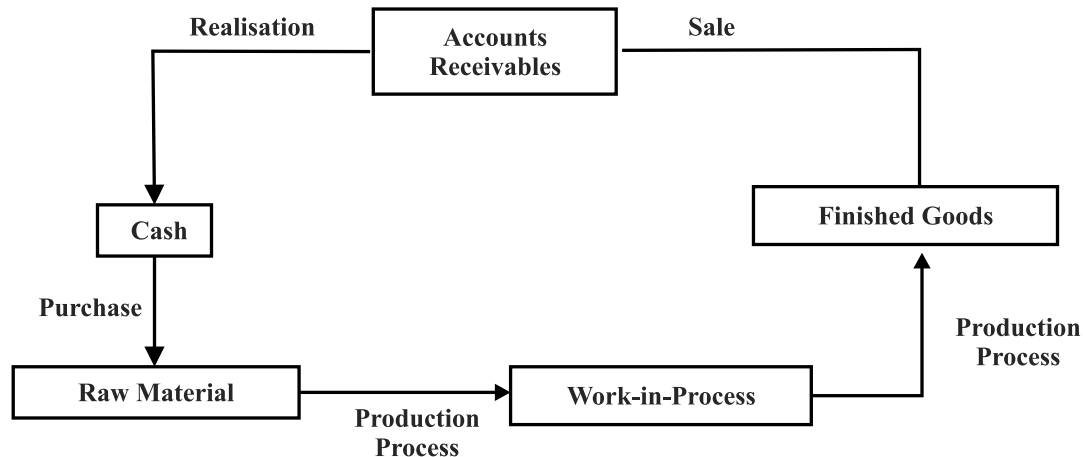 Realisation
Accounts
Receivables
Sale
Cash
Finished Goods
Purchase
Production
Process
Raw Material
Work-in-Process
Production
Process